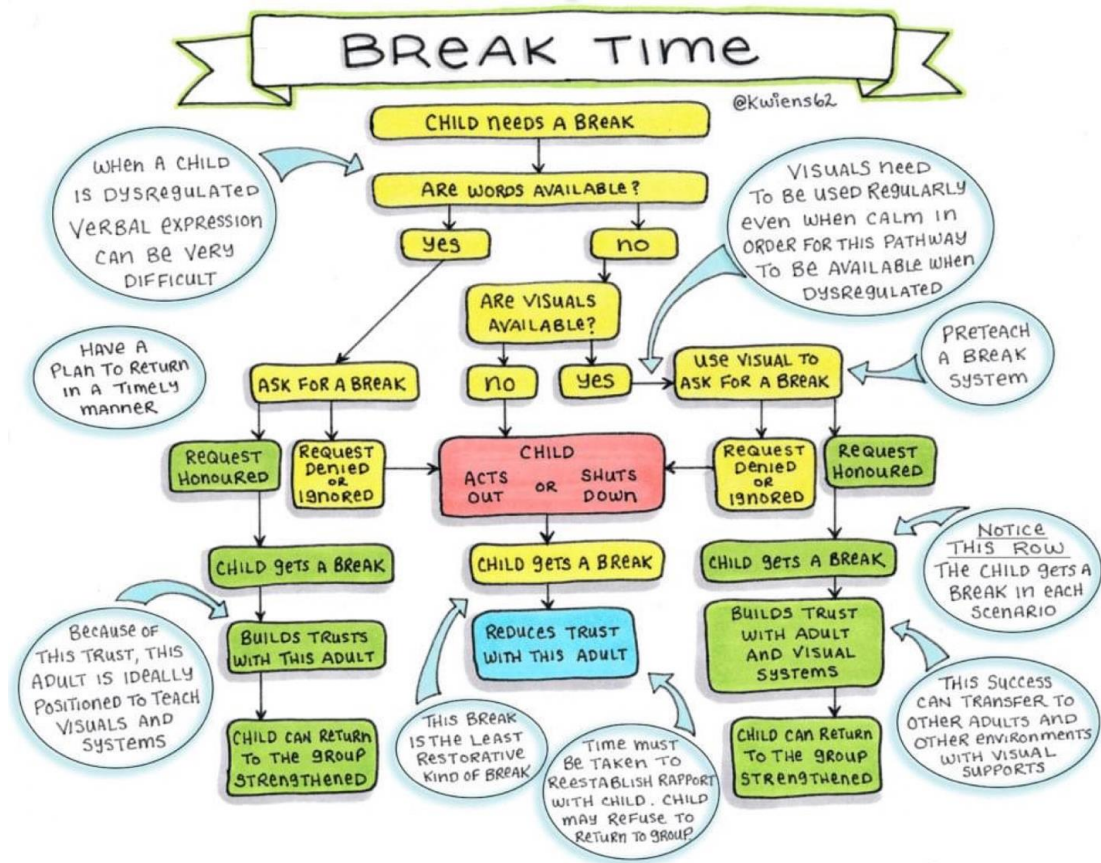 BREAK TIME
@kwiens62
CHILD NEEDS A BREAK
WHEN A CHILD
IS DYSREGULATED
VERBAL EXPRESSION
CAN BE VERY
DIFFICULT
ARE WORDS AVAILABLE?
yes
no
VISUALS NEED
TO BE USED REGULARLY
EVEN WHEN CALM IN
ORDER FOR THIS PATHWAY
TO BE AVAILABLE WHEN
DYSREGULATED
ARE VISUALS
AVAILABLE?
HAVE A
PLAN TO RETURN
IN A TIMELY
MANNER
ASK FOR A BREAK
no
yes
USE VISUAL TO
ASK FOR A BREAK
PRETEACH
A BREAK
SYSTEM
REQUEST
HONOURED
REQUEST
DENIED
OR
IGNORED
CHILD
ACTS OUT OR SHUTS DOWN
REQUEST
DENIED
OR
IGNORED
REQUEST
HONOURED
CHILD GETS A BREAK
CHILD GETS A BREAK
CHILD GETS A BREAK
NOTICE
THIS ROW
THE CHILD GETS A
BREAK IN EACH
SCENARIO
BECAUSE OF
THIS TRUST, THIS
ADULT IS IDEALLY
POSITIONED TO TEACH
VISUALS AND
SYSTEMS
BUILDS TRUSTS
WITH THIS ADULT
REDUCES TRUST
WITH THIS ADULT
BUILDS TRUST
WITH ADULT
AND VISUAL
SYSTEMS
THIS SUCCESS
CAN TRANSFER TO
OTHER ADULTS AND
OTHER ENVIRONMENTS
WITH VISUAL
SUPPORTS
CHILD CAN RETURN
TO THE GROUP
STRENGTHENED
THIS BREAK
IS THE LEAST
RESTORATIVE
KIND OF BREAK
TIME MUST
BE TAKEN TO
REESTABLISH RAPPORT
WITH CHILD. CHILD
MAY REFUSE TO
RETURN TO GROUP.
CHILD CAN RETURN
TO THE GROUP
STRENGTHENED